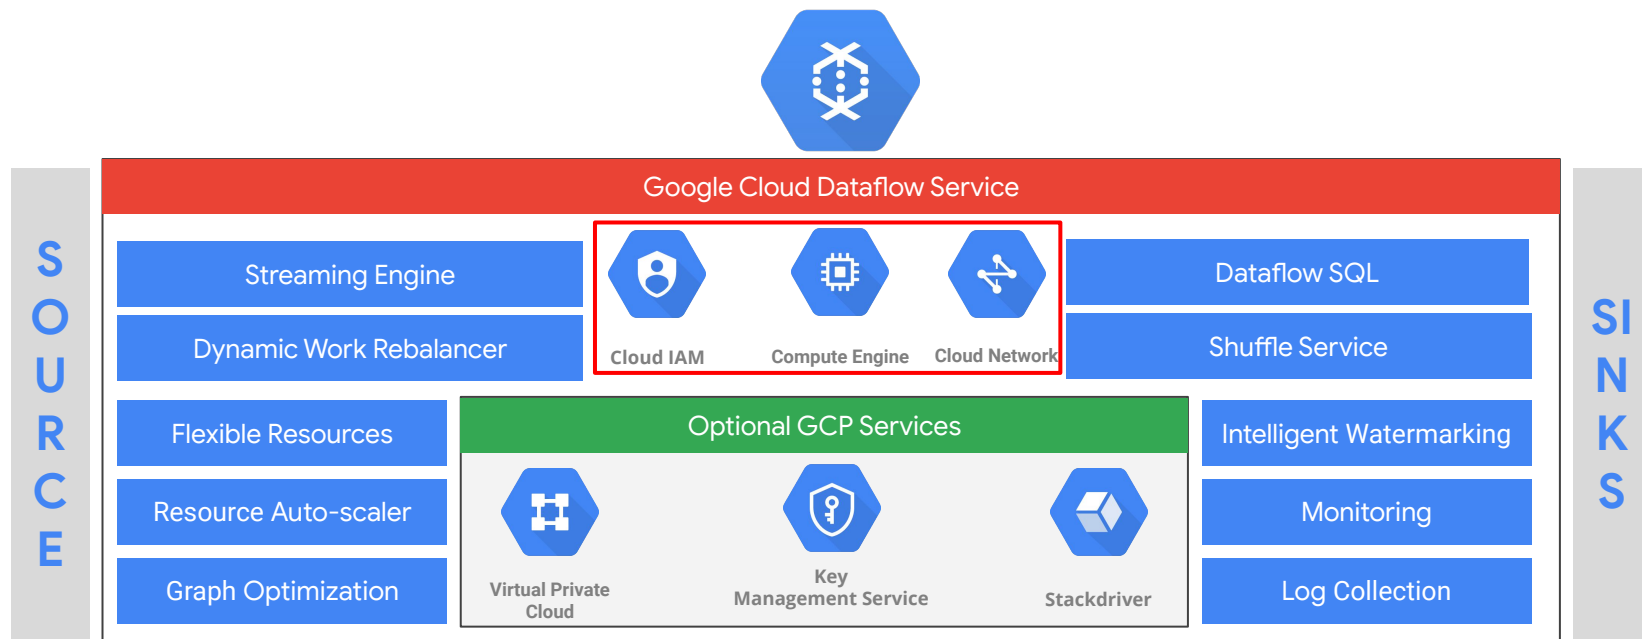 Google Cloud Dataflow Service
S
O
U
R
C
E
Streaming Engine
Dynamic Work Rebalancer
Cloud IAM
Compute Engine
Cloud Network
Dataflow SQL
Shuffle Service
Flexible Resources
Resource Auto-scaler
Graph Optimization
Optional GCP Services
Virtual Private
Cloud
Key
Management Service
Stackdriver
Intelligent Watermarking
Monitoring
Log Collection
SI
N
K
S